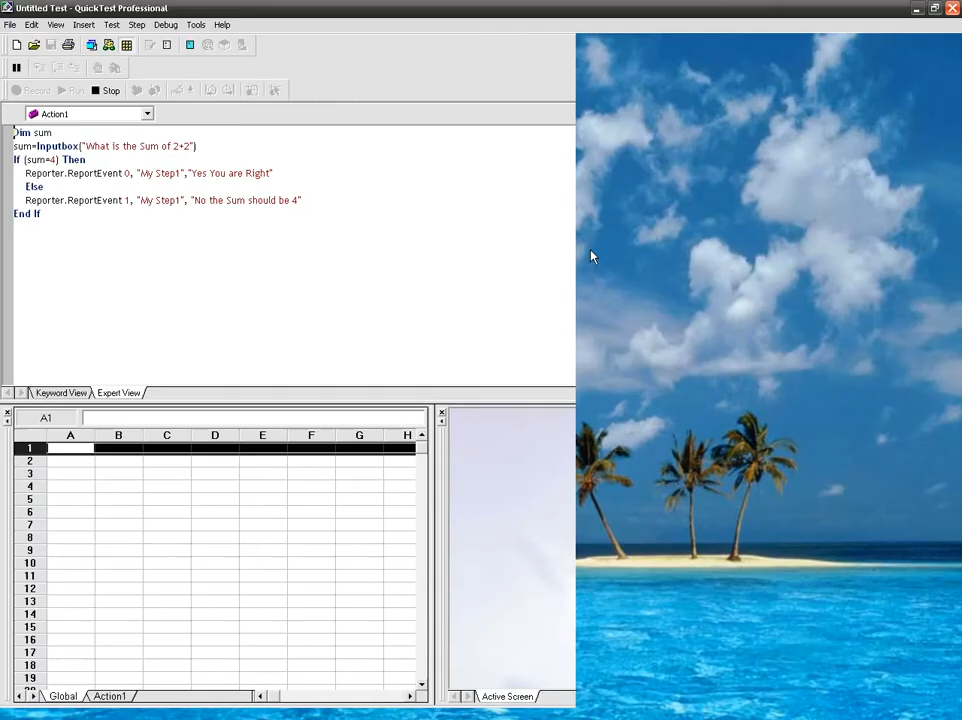 Untitled Test - QuickTest Professional
File Edit View Insert Test Step Debug Automation Tools Help
Record Run Stop
Action1
Dim sum
sum=Inputbox("What is the Sum of 2+2")
If (sum=4) Then
Reporter.ReportEvent 0, "My Step1","Yes You are Right"
Else
Reporter.ReportEvent 1, "My Step1", "No the Sum should be 4"
End If
Keyword View Expert View
A1
A B C D E F G H
1
2
3
4
5
6
7
8
9
10
11
12
13
14
15
16
17
18
19
Global Action1
Active Screen